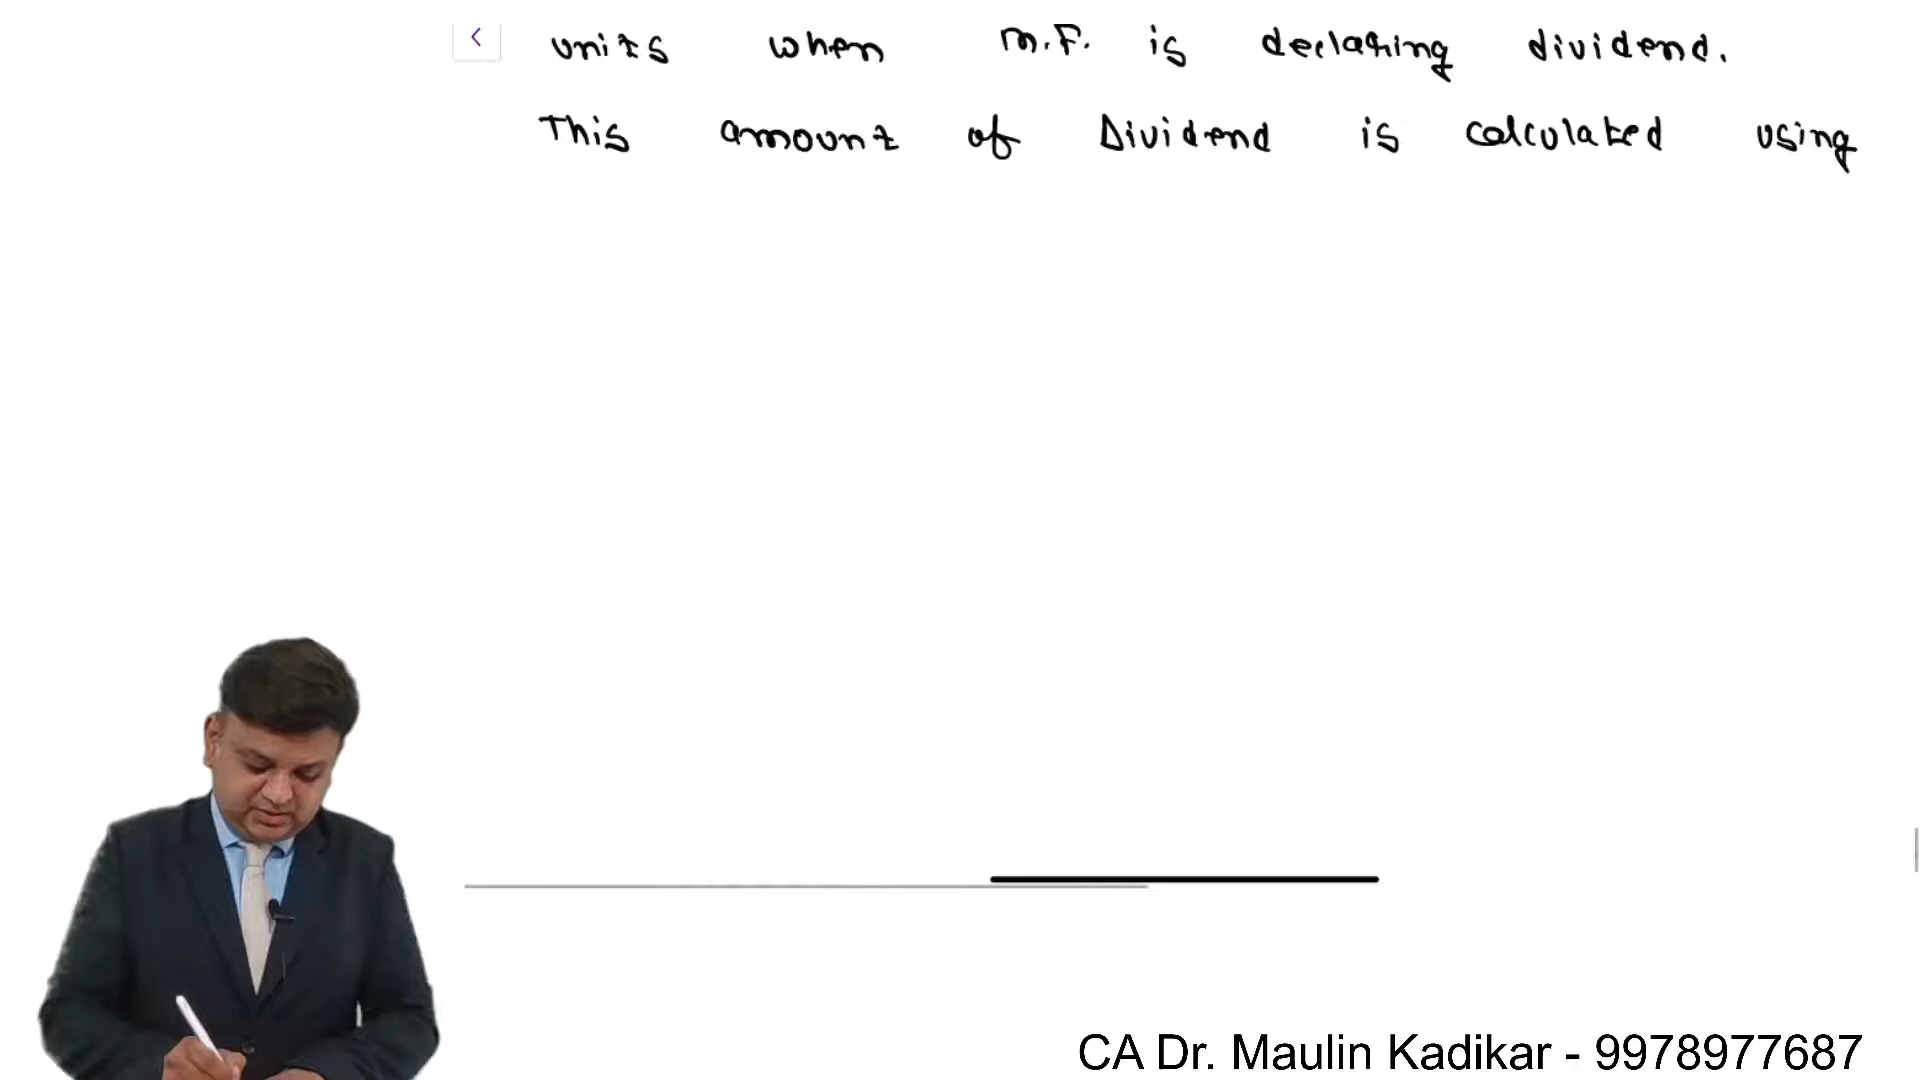 units when M.F. is declaring dividend.
This amount of Dividend is calculated using
CA Dr. Maulin Kadikar - 9978977687